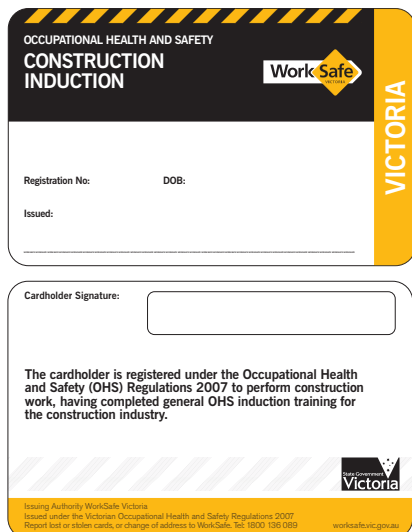 OCCUPATIONAL HEALTH AND SAFETY
CONSTRUCTION
INDUCTION
WorkSafe
VICTORIA
VICTORIA
Registration No: DOB:
Issued:
Cardholder Signature:
The cardholder is registered under the Occupational Health
and Safety (OHS) Regulations 2007 to perform construction
work, having completed general OHS induction training for
the construction industry.
State Government
Victoria
Issuing Authority WorkSafe Victoria
Issued under the Victorian Occupational Health and Safety Regulations 2007
Report lost or stolen cards, or change of address to WorkSafe. Tel: 1800 136 089 worksafe.vic.gov.au